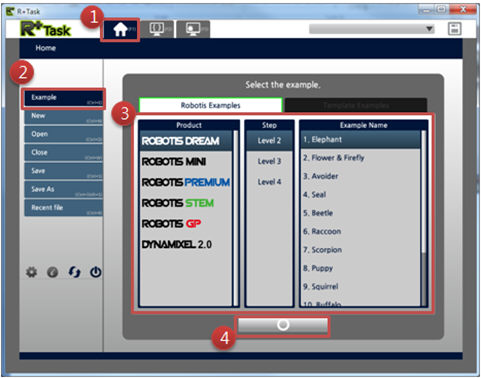 R+Task
1
R+Task
Home
2
Example
New
Open
Close
Save
Save As
Recent file
Select the example.
3
Robotis Examples
Template Examples
Product
Step
Example Name
ROBOTIS DREAM
ROBOTIS MINI
ROBOTIS PREMIUM
ROBOTIS STEM
ROBOTIS GP
DYNAMIXEL 2.0
Level 2
Level 3
Level 4
1. Elephant
2. Flower & Firefly
3. Avoider
4. Seal
5. Beetle
6. Raccoon
7. Scorpion
8. Puppy
9. Squirrel
10. Buffalo
4